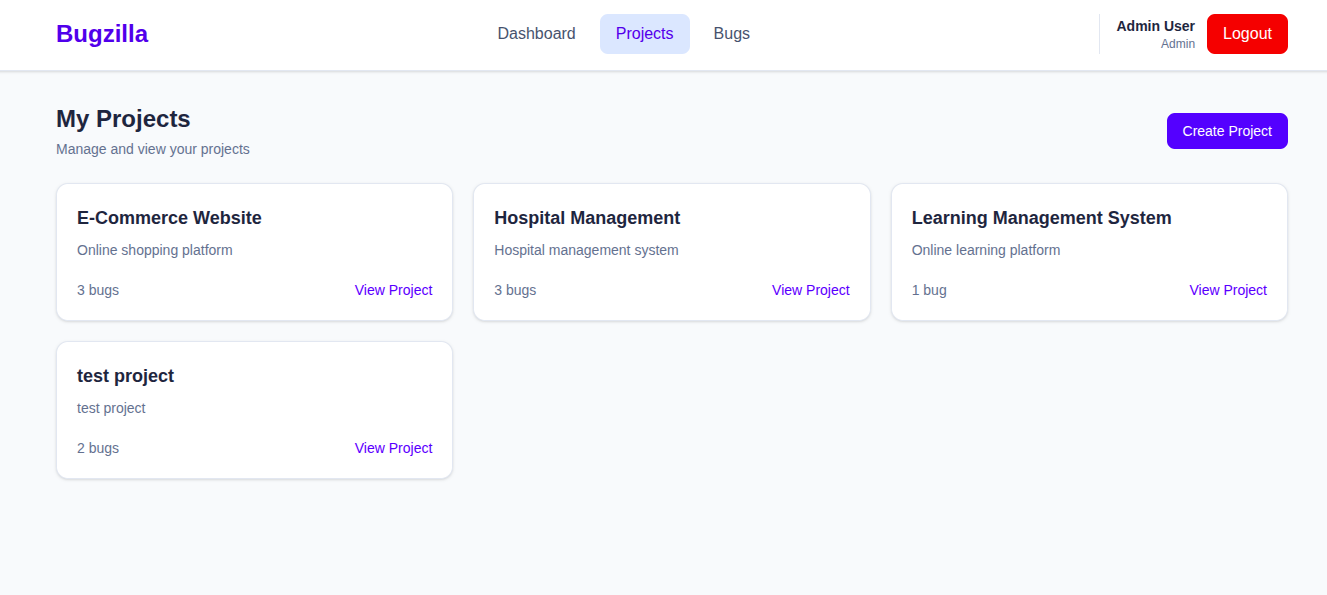 Bugzilla
Dashboard
Projects
Bugs
Admin User
Admin
Logout
My Projects
Manage and view your projects
Create Project
E-Commerce Website
Online shopping platform
3 bugs
View Project
Hospital Management
Hospital management system
3 bugs
View Project
Learning Management System
Online learning platform
1 bug
View Project
test project
test project
2 bugs
View Project